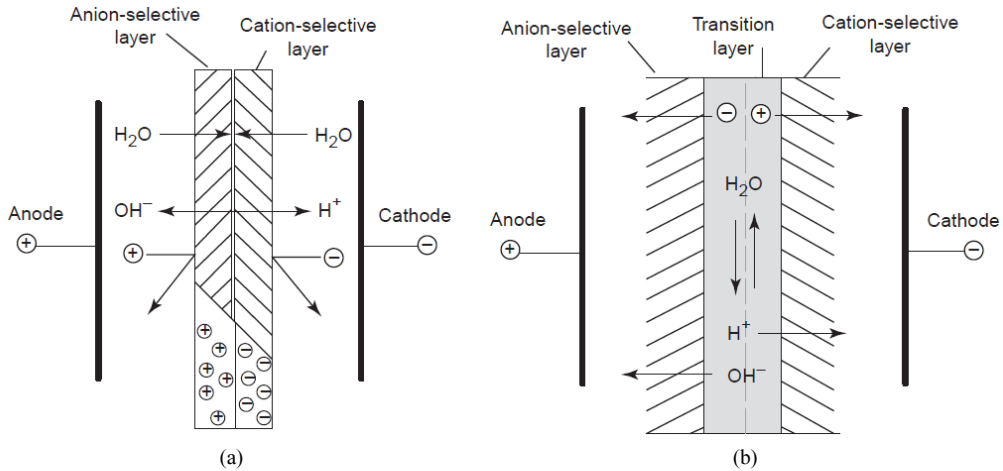 Anion-selective
layer
Cation-selective
layer
H₂O
H₂O
OH⁻
H⁺
Anode
+
Cathode
−
+
−
+
+
+
+
+
+
+
−
−
−
−
−
−
−
(a)
Anion-selective
layer
Transition
layer
Cation-selective
layer
−
+
H₂O
Anode
+
Cathode
−
H⁺
OH⁻
(b)